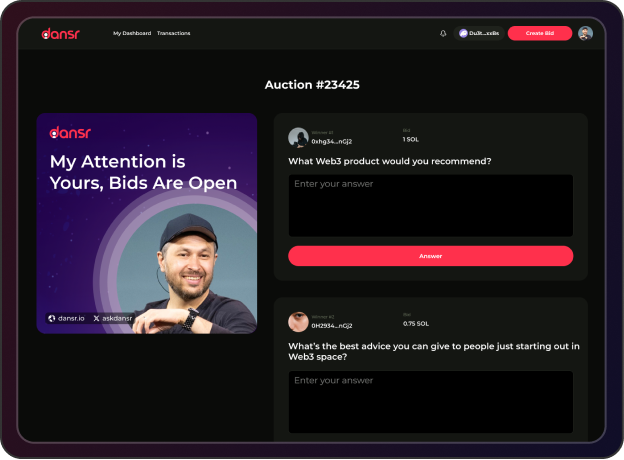 dansr
My Dashboard
Transactions
Du3t...xxBs
Create Bid
Auction #23425
dansr
My Attention is
Yours, Bids Are Open
dansr.io
askdansr
Winner #1
0xhg34...nGj2
Bid
1 SOL
What Web3 product would you recommend?
Enter your answer
Answer
Winner #2
0H2934...nGj2
Bid
0.75 SOL
What's the best advice you can give to people just starting out in
Web3 space?
Enter your answer